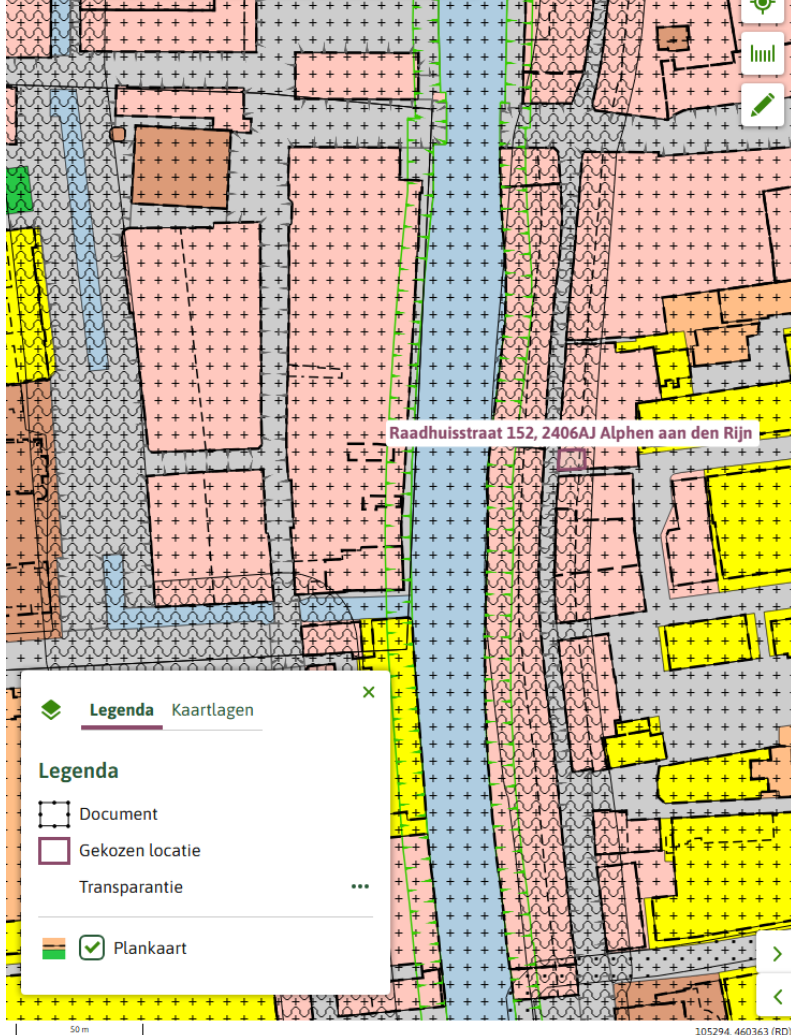 Raadhuisstraat 152, 2406AJ Alphen aan den Rijn
Legenda Kaartlagen
Legenda
Document
Gekozen locatie
Transparantie
Plankaart
50 m
105294, 460363 (RD)